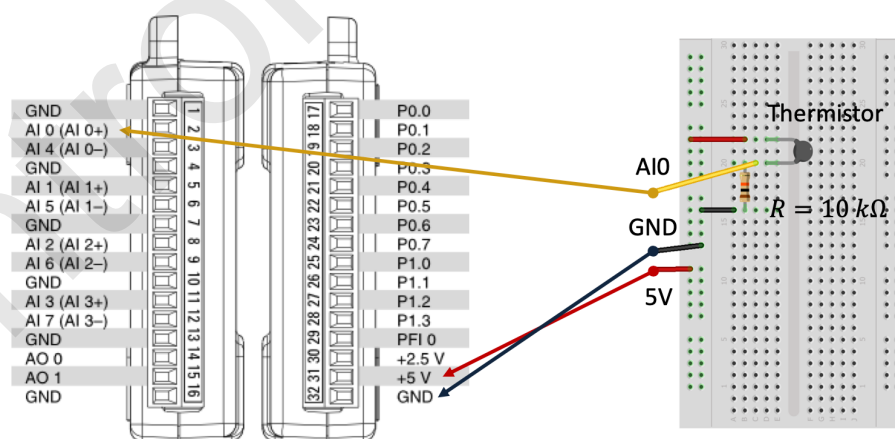 GND
AI 0 (AI 0+)
AI 4 (AI 0–)
GND
AI 1 (AI 1+)
AI 5 (AI 1–)
GND
AI 2 (AI 2+)
AI 6 (AI 2–)
GND
AI 3 (AI 3+)
AI 7 (AI 3–)
GND
AO 0
AO 1
GND
1
2
3
4
5
6
7
8
9
10
11
12
13
14
15
16
17
18
19
20
21
22
23
24
25
26
27
28
29
30
31
32
P0.0
P0.1
P0.2
P0.3
P0.4
P0.5
P0.6
P0.7
P1.0
P1.1
P1.2
P1.3
PFI 0
+2.5 V
+5 V
GND
AI0
GND
5V
Thermistor
R = 10 kΩ